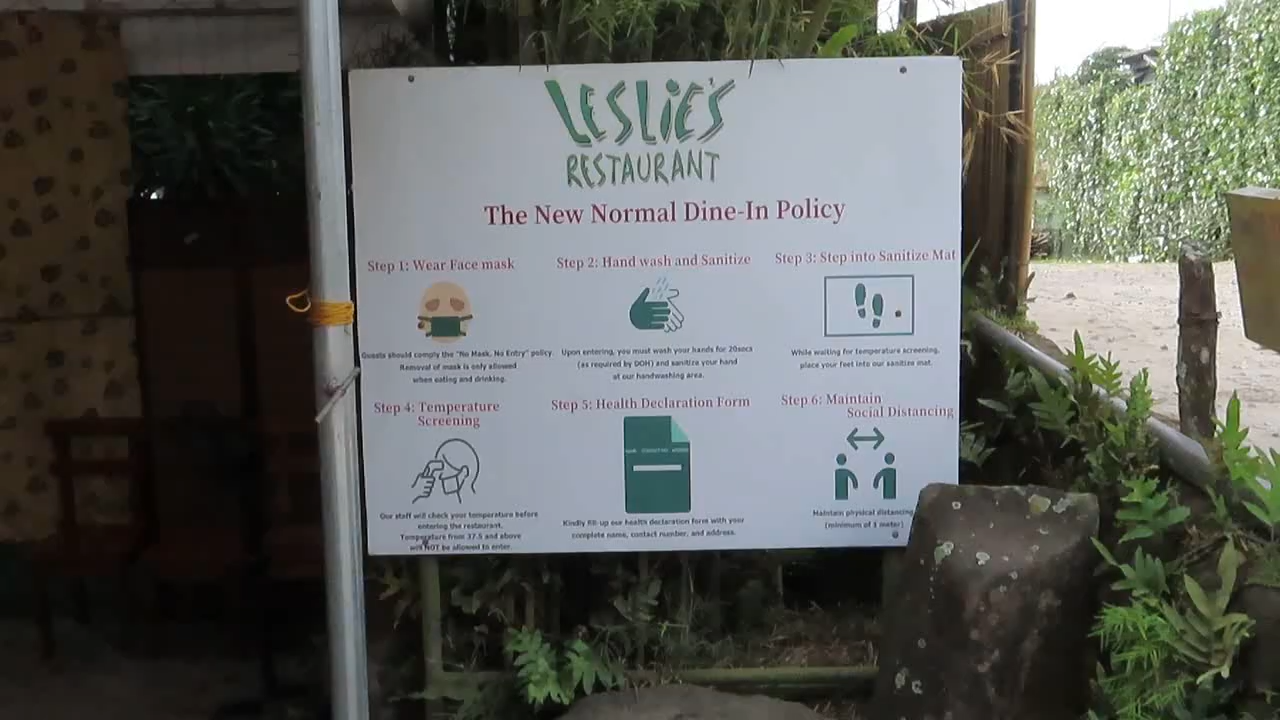 LESLIE'S
RESTAURANT
The New Normal Dine-In Policy
Step 1: Wear Face mask
Guests should comply the "No Mask, No Entry" policy.
Removal of mask is only allowed
when eating and drinking.
Step 2: Hand wash and Sanitize
Upon entering, you must wash your hands for 20secs
(as required by DOH) and sanitize your hand
at our handwashing area.
Step 3: Step into Sanitize Mat
While waiting for temperature screening,
place your feet into our sanitize mat.
Step 4: Temperature
Screening
Our staff will check your temperature before
entering the restaurant.
Temperature from 37.5 and above
will NOT be allowed to enter.
Step 5: Health Declaration Form
Kindly fill-up our health declaration form with your
complete name, contact number, and address.
Step 6: Maintain
Social Distancing
Maintain physical distancing
(minimum of 1 meter)